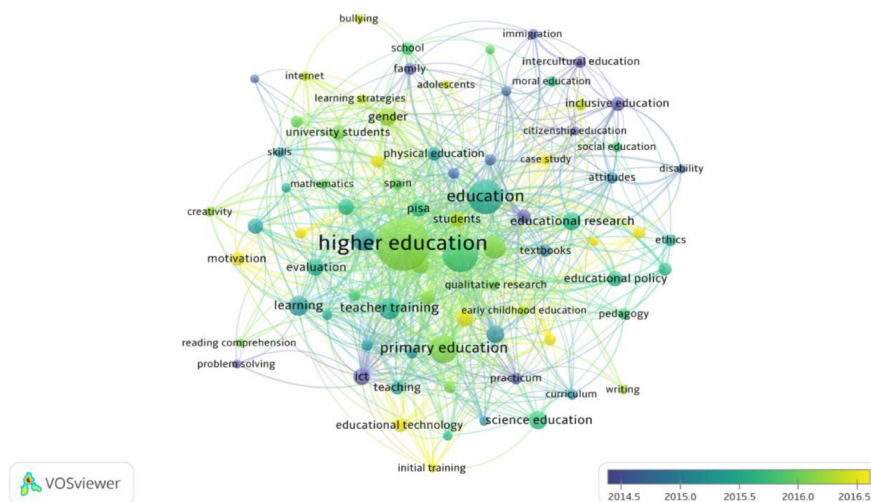 bullying
immigration
school
intercultural education
family
internet
moral education
adolescents
learning strategies
inclusive education
gender
citizenship education
university students
social education
skills
physical education
case study
disability
attitudes
mathematics
spain
education
creativity
pisa
students
educational research
higher education
ethics
textbooks
motivation
evaluation
educational policy
qualitative research
learning
teacher training
early childhood education
pedagogy
reading comprehension
primary education
problem solving
ict
practicum
teaching
writing
curriculum
educational technology
science education
initial training
VOSviewer
2014.5 2015.0 2015.5 2016.0 2016.5